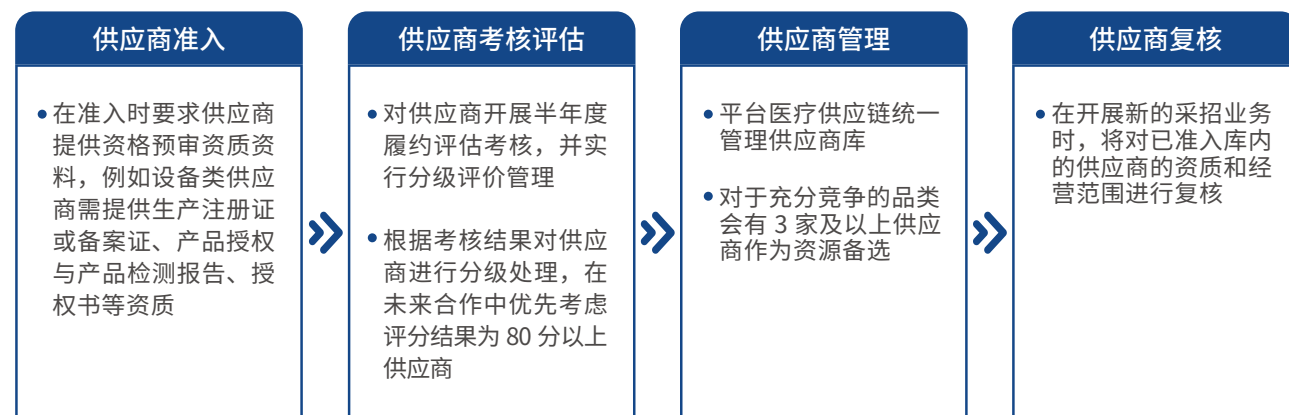 供应商准入
• 在准入时要求供应商
提供资格预审资质资
料，例如设备类供应
商需提供生产注册证
或备案证、产品授权
与产品检测报告、授
权书等资质
供应商考核评估
• 对供应商开展半年度
履约评估考核，并实
行分级评价管理
• 根据考核结果对供应
商进行分级处理，在
未来合作中优先考虑
评分结果为 80 分以上
供应商
供应商管理
• 平台医疗供应链统一
管理供应商库
• 对于充分竞争的品类
会有 3 家及以上供应
商作为资源备选
供应商复核
• 在开展新的采招业务
时，将对已准入库内
的供应商的资质和经
营范围进行复核